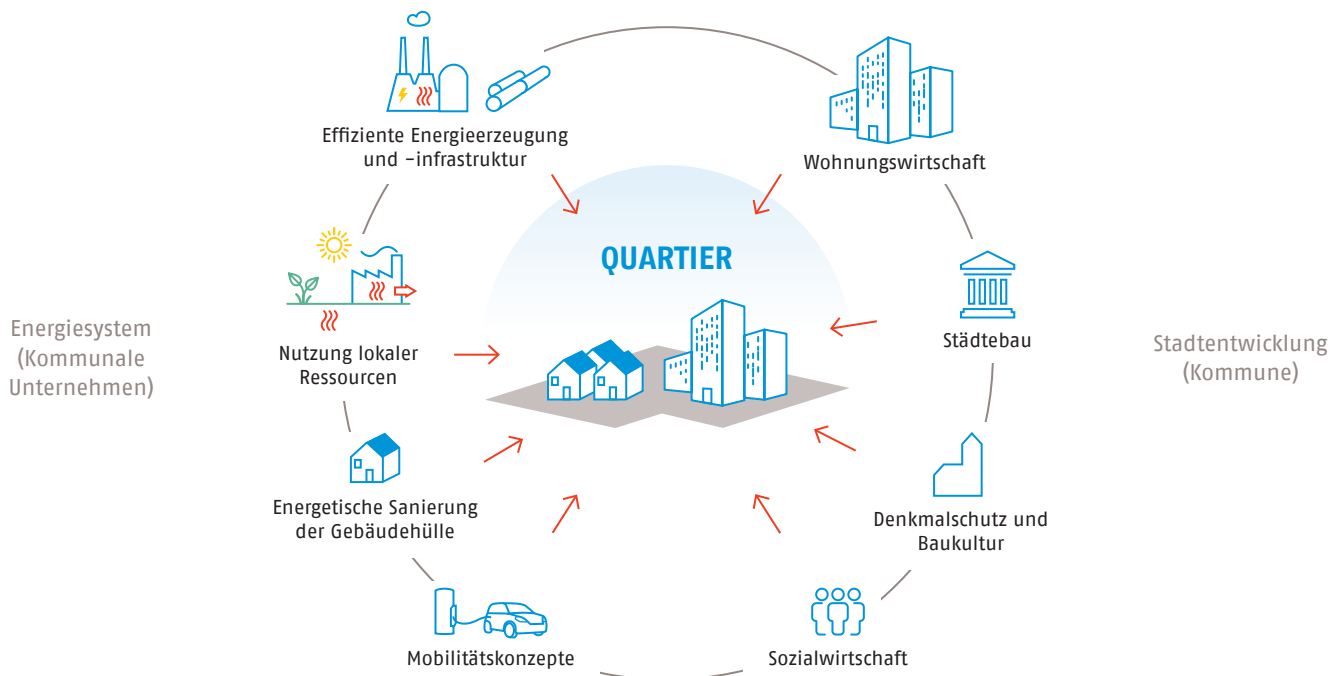 Effiziente Energieerzeugung
und –infrastruktur
Wohnungswirtschaft
QUARTIER
Energiesystem
(Kommunale
Unternehmen)
Nutzung lokaler
Ressourcen
Städtebau
Stadtentwicklung
(Kommune)
Energetische Sanierung
der Gebäudehülle
Denkmalschutz und
Baukultur
Mobilitätskonzepte
Sozialwirtschaft